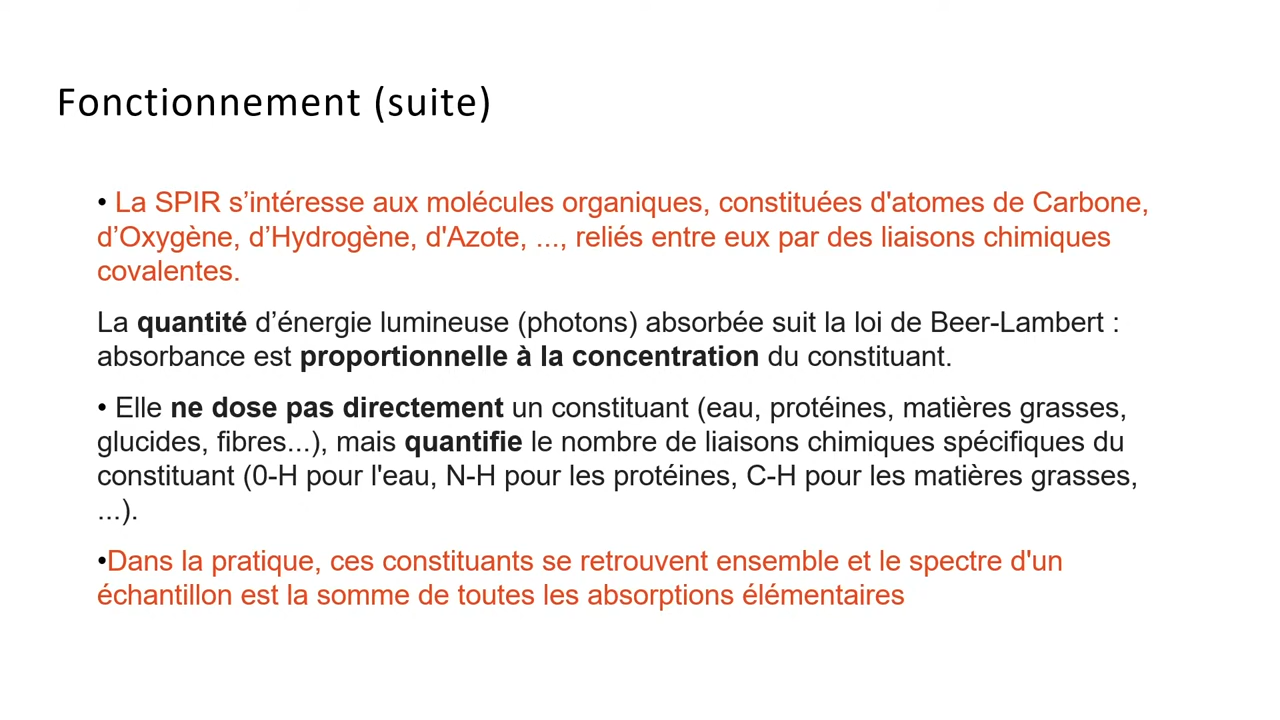 Fonctionnement (suite)
• La SPIR s’intéresse aux molécules organiques, constituées d'atomes de Carbone,
d’Oxygène, d’Hydrogène, d'Azote, ..., reliés entre eux par des liaisons chimiques
covalentes.
La quantité d’énergie lumineuse (photons) absorbée suit la loi de Beer-Lambert :
absorbance est proportionnelle à la concentration du constituant.
• Elle ne dose pas directement un constituant (eau, protéines, matières grasses,
glucides, fibres...), mais quantifie le nombre de liaisons chimiques spécifiques du
constituant (0-H pour l'eau, N-H pour les protéines, C-H pour les matières grasses,
...).
•Dans la pratique, ces constituants se retrouvent ensemble et le spectre d'un
échantillon est la somme de toutes les absorptions élémentaires